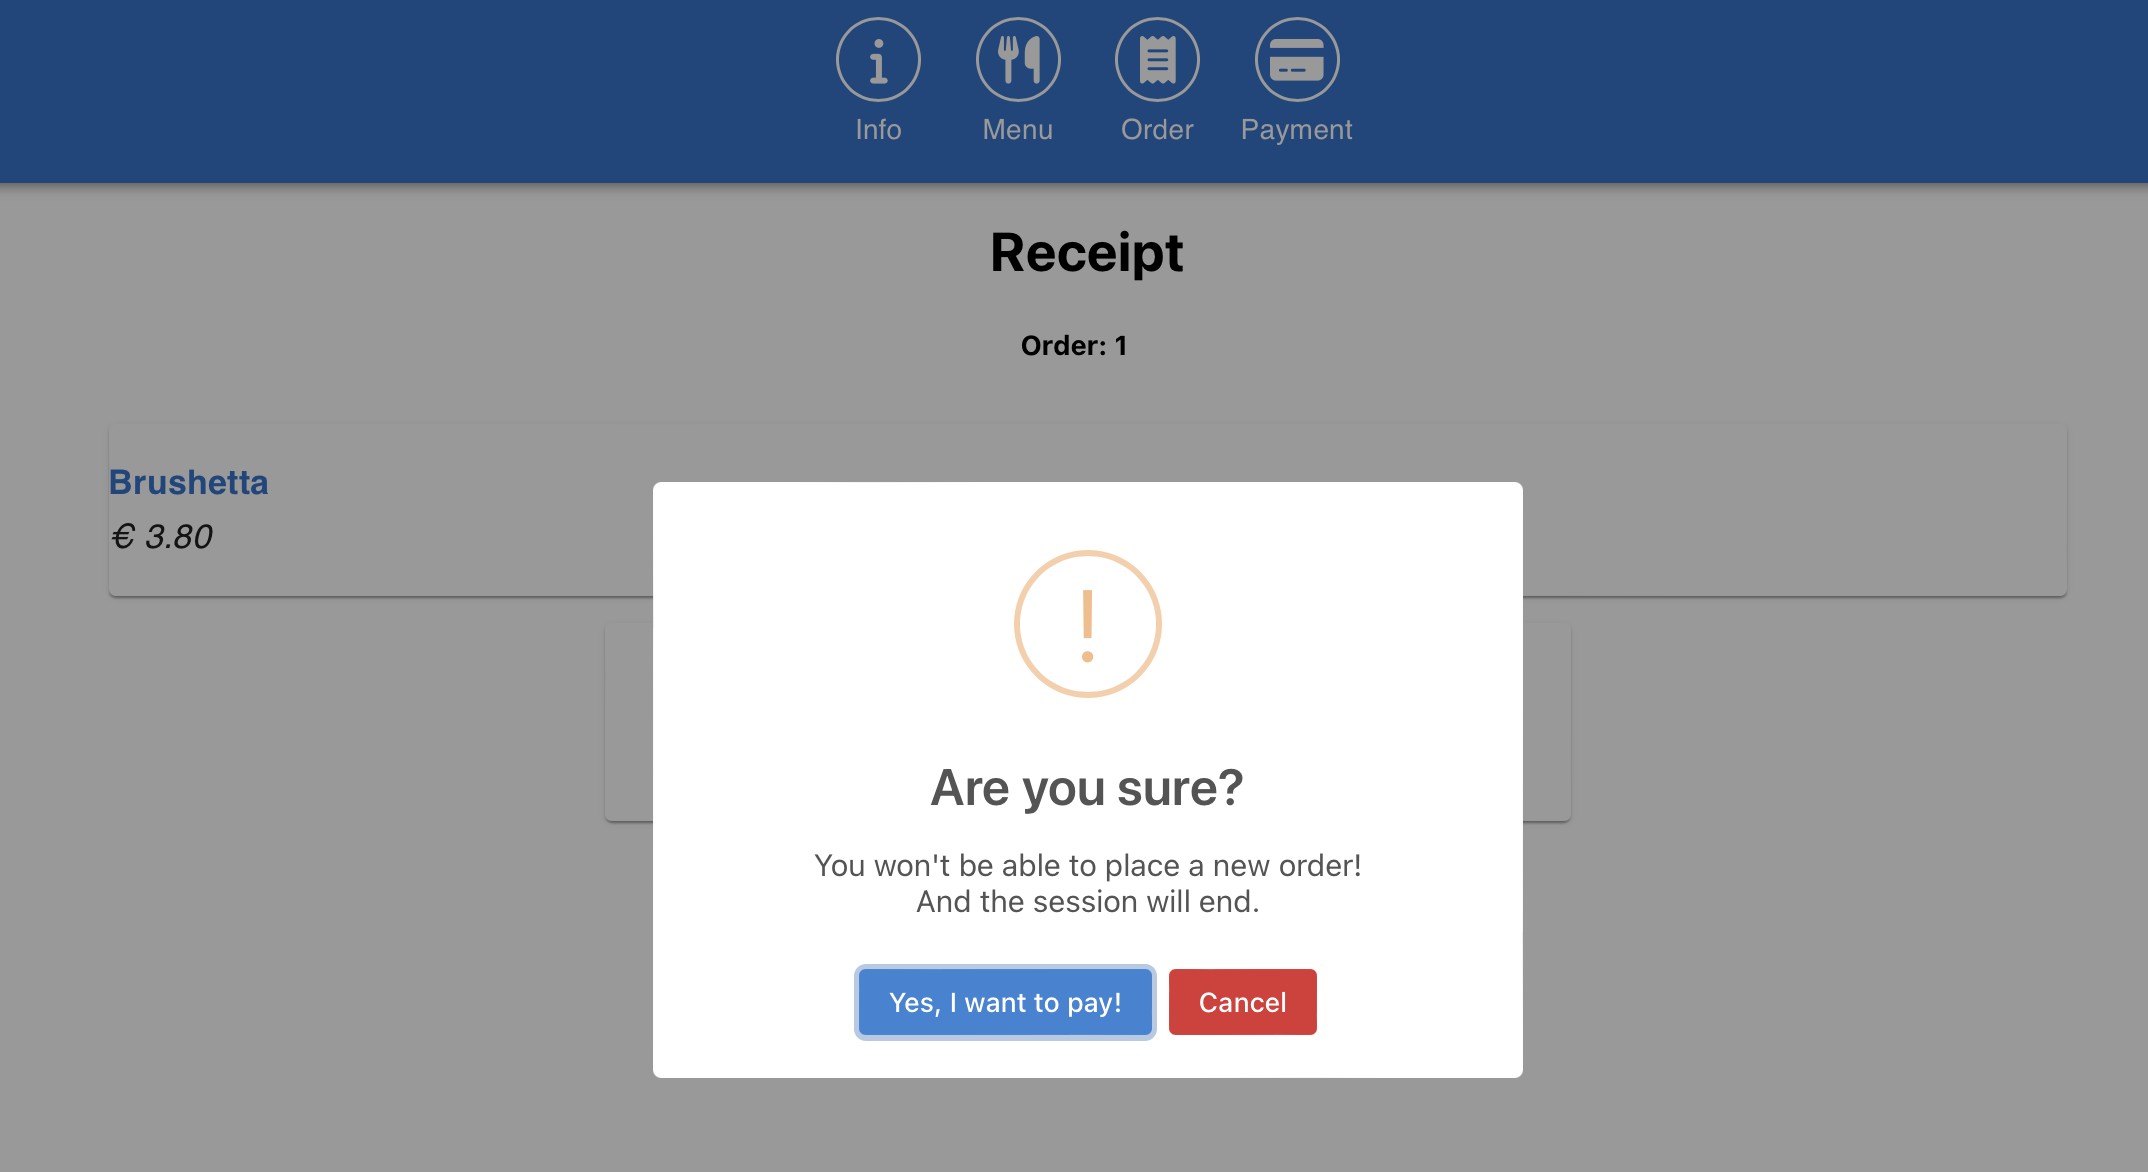 Info
Menu
Order
Payment
Receipt
Order: 1
Brushetta
€ 3.80
!
Are you sure?
You won't be able to place a new order!
And the session will end.
Yes, I want to pay!
Cancel